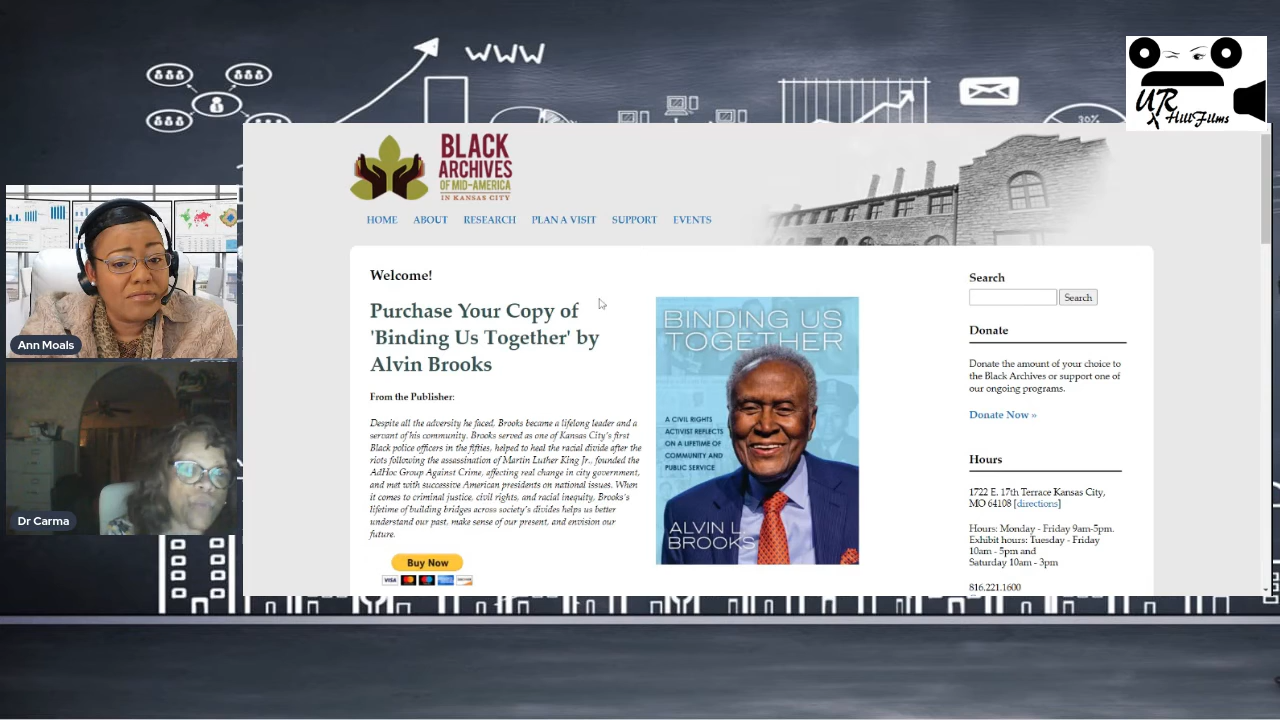 WWW
30%
UR
HillFilms
BLACK
ARCHIVES
OF MID-AMERICA
IN KANSAS CITY
HOME ABOUT RESEARCH PLAN A VISIT SUPPORT EVENTS
Welcome!
Purchase Your Copy of
'Binding Us Together' by
Alvin Brooks
From the Publisher:
Despite all the adversity he faced, Brooks became a lifelong leader and a
servant of his community. Brooks served as one of Kansas City's first
Black police officers in the fifties, helped to heal the racial divide after the
riots following the assassination of Martin Luther King Jr., founded the
AdHoc Group Against Crime, affecting real change in city government,
and met with successive American presidents on national issues. When
it comes to criminal justice, civil rights, and racial inequity, Brooks's
lifetime of building bridges across society's divides helps us better
understand our past, make sense of our present, and envision our
future.
Buy Now
VISA
BINDING US
TOGETHER
A CIVIL RIGHTS
ACTIVIST REFLECTS
ON A LIFETIME OF
COMMUNITY AND
PUBLIC SERVICE
ALVIN L.
BROOKS
Search
Search
Donate
Donate the amount of your choice to
the Black Archives or support one of
our ongoing programs.
Donate Now »
Hours
1722 E. 17th Terrace Kansas City,
MO 64108 [directions]
Hours: Monday - Friday 9am-5pm.
Exhibit hours: Tuesday - Friday
10am - 5pm and
Saturday 10am - 3pm
816.221.1600
Ann Moals
Dr Carma